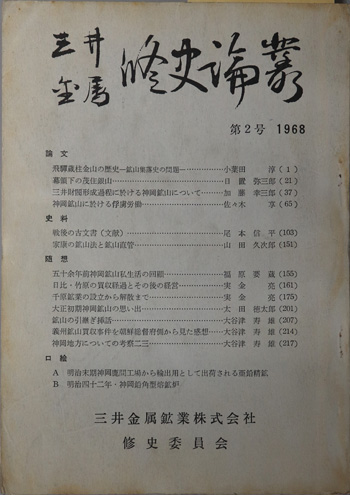 三井
金属
修史論叢
第2号 1968
論文
飛騨蔵柱金山の歴史―鉱山集落史の問題―………小葉田 淳(1)
幕領下の茂住銀山………日置 弥三郎(21)
三井財閥形成過程に於ける神岡鉱山について………加藤 幸三郎(37)
神岡鉱山に於ける俘虜労働………佐々木 享(65)
史料
戦後の古文書(文献)………尾本 信平(103)
家康の鉱山法と鉱山直管………山田 久次郎(151)
随想
五十余年前神岡鉱山私生活の回顧………福原 要蔵(155)
日比・竹原の買収経過とその後の経営………実金 亮(161)
千原鉱業の設立から解散まで………実金 亮(175)
大正初期神岡鉱山の思い出………太田 徳太郎(201)
鉱山の引継ぎ挿話………大谷津 寿雄(207)
義州鉱山買収事件を朝鮮総督府側から見た感想………大谷津 寿雄(214)
神岡地方についての考察二三………大谷津 寿雄(217)
口絵
A 明治末期神岡鹿間工場から輸出用として出荷される亜鉛精鉱
B 明治四十二年・神岡鉛角型熔鉱炉
三井金属鉱業株式会社
修史委員会